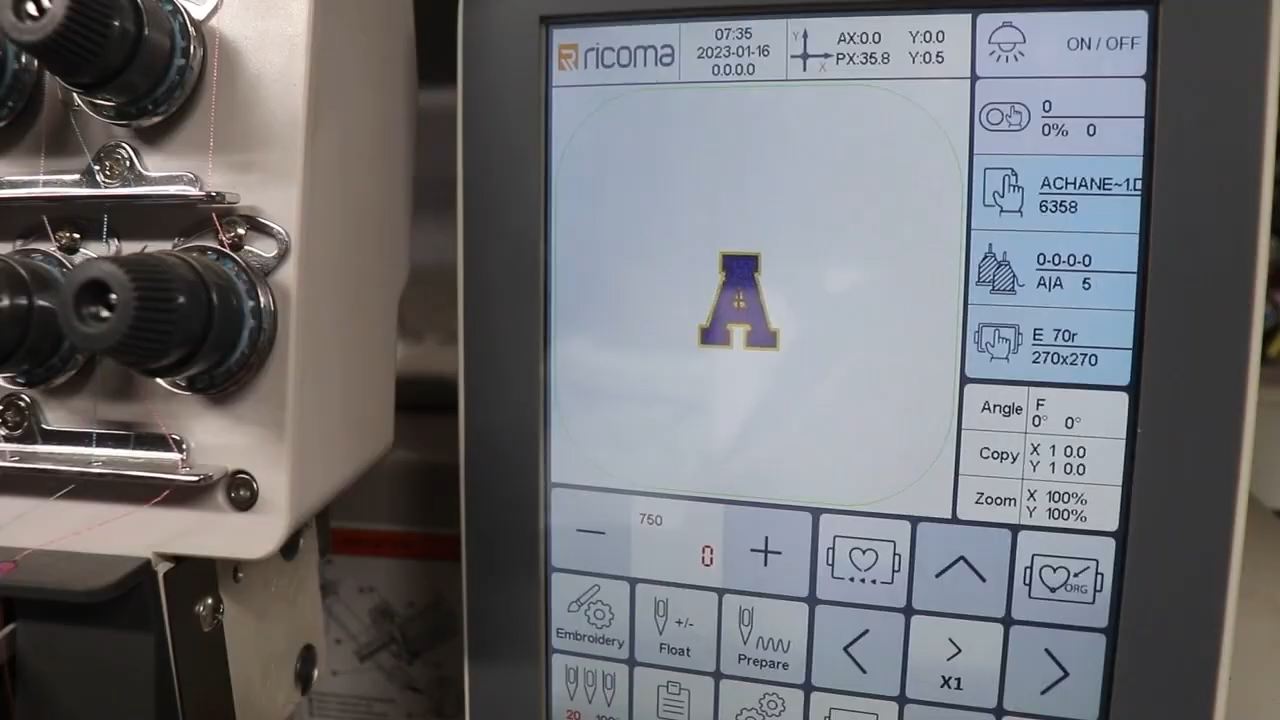 ricoma
07:35
2023-01-16
0.0.0.0
Y
X
AX:0.0 Y:0.0
PX:35.8 Y:0.5
ON / OFF
0
0% 0
ACHANE~1.D
6358
0-0-0-0
A|A 5
E 70r
270x270
A
Angle F
0° 0°
Copy X 1 0.0
Y 1 0.0
Zoom X 100%
Y 100%
750
0
ORG
Embroidery
+/-
Float
Prepare
X1
20